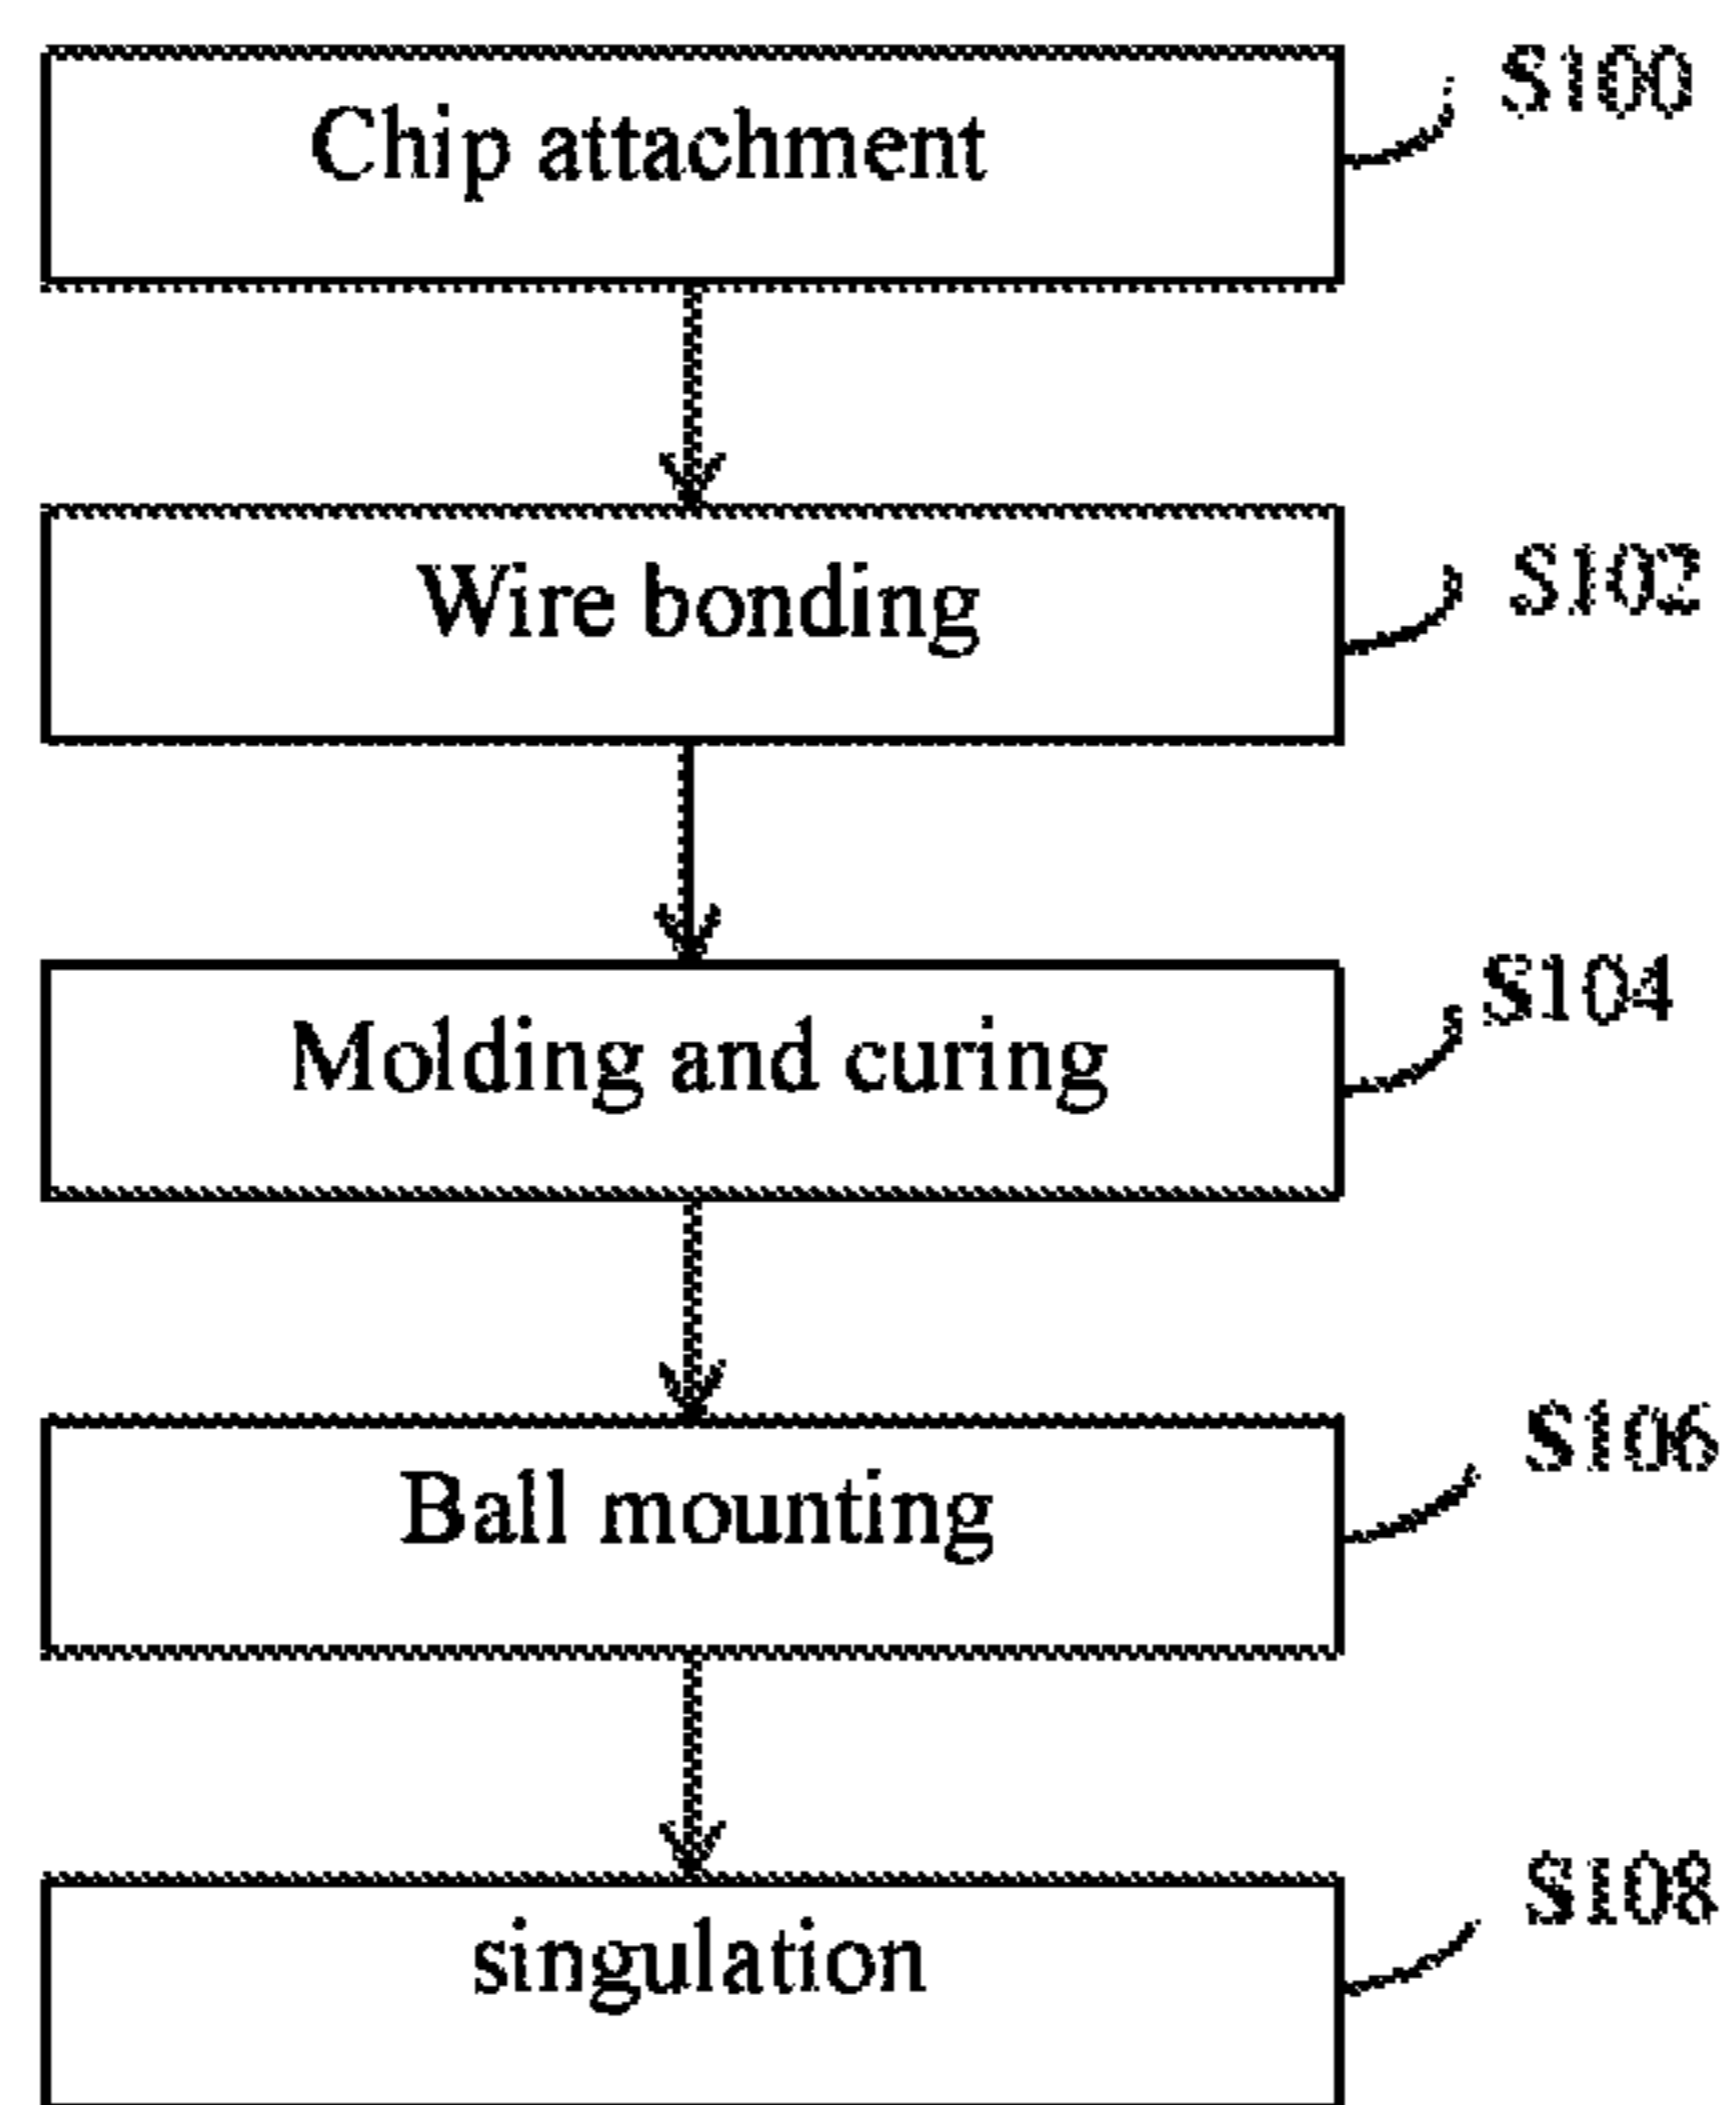 Chip attachment
S100
Wire bonding
S102
Molding and curing
S104
Ball mounting
S106
singulation
S108